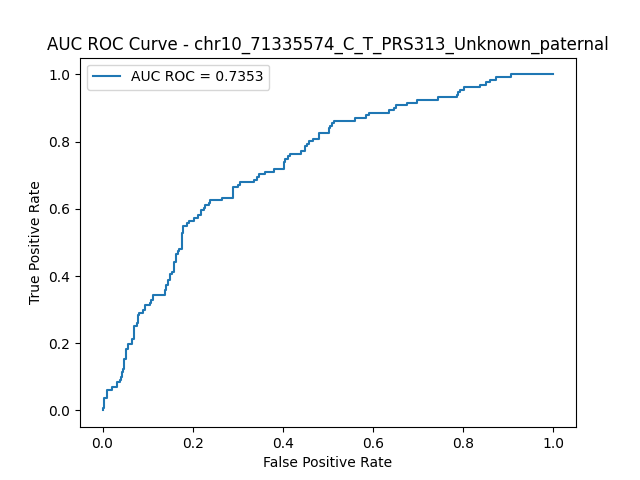 AUC ROC Curve - chr10_71335574_C_T_PRS313_Unknown_paternal
AUC ROC = 0.7353
True Positive Rate
1.0
0.8
0.6
0.4
0.2
0.0
0.0 0.2 0.4 0.6 0.8 1.0
False Positive Rate